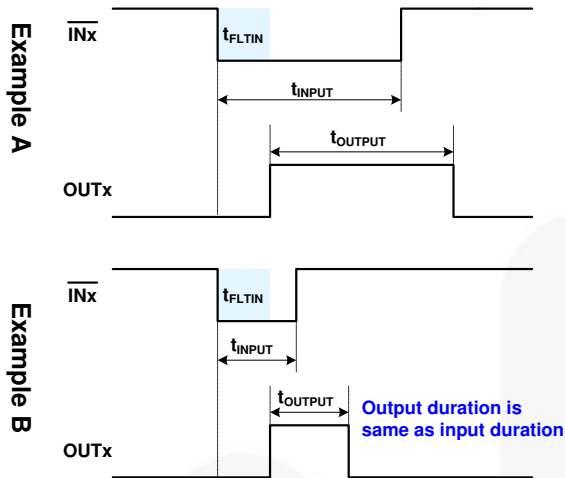 Example A
INx
tFLTIN
tINPUT
tOUTPUT
OUTx
Example B
INx
tFLTIN
tINPUT
tOUTPUT
Output duration is
same as input duration
OUTx